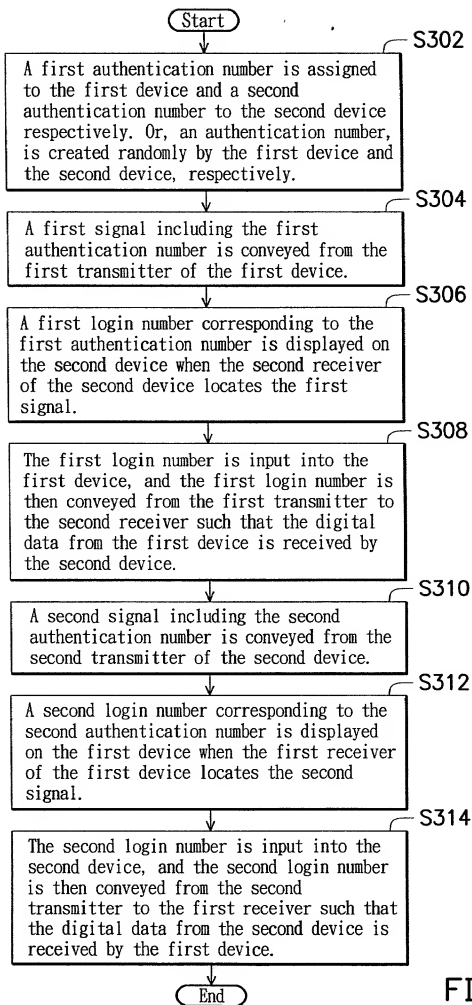 Start
S302
A first authentication number is assigned
to the first device and a second
authentication number to the second device
respectively. Or, an authentication number,
is created randomly by the first device and
the second device, respectively.
S304
A first signal including the first
authentication number is conveyed from the
first transmitter of the first device.
S306
A first login number corresponding to the
first authentication number is displayed on
the second device when the second receiver
of the second device locates the first
signal.
S308
The first login number is input into the
first device, and the first login number is
then conveyed from the first transmitter to
the second receiver such that the digital
data from the first device is received by
the second device.
S310
A second signal including the second
authentication number is conveyed from the
second transmitter of the second device.
S312
A second login number corresponding to the
second authentication number is displayed
on the first device when the first receiver
of the first device locates the second
signal.
S314
The second login number is input into the
second device, and the second login number
is then conveyed from the second
transmitter to the first receiver such that
the digital data from the second device is
received by the first device.
End
FI